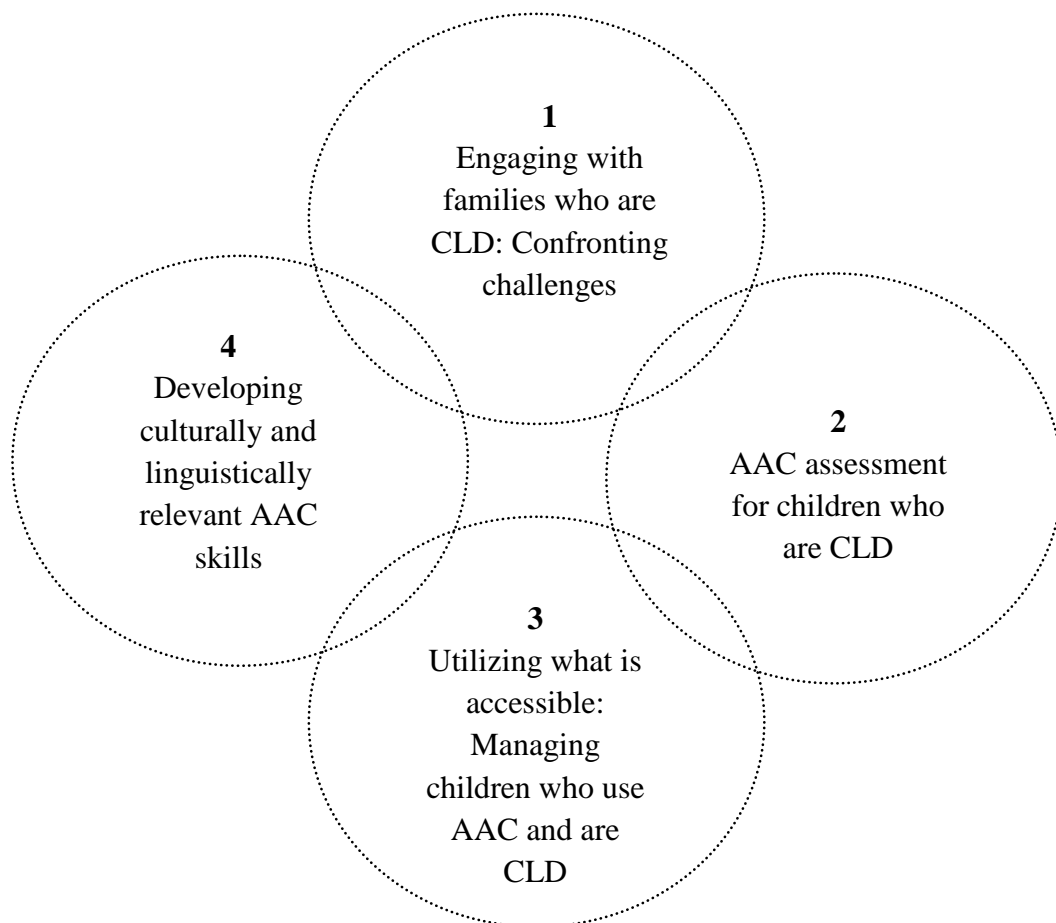 1
Engaging with
families who are
CLD: Confronting
challenges
2
AAC assessment
for children who
are CLD
3
Utilizing what is
accessible:
Managing
children who use
AAC and are
CLD
4
Developing
culturally and
linguistically
relevant AAC
skills